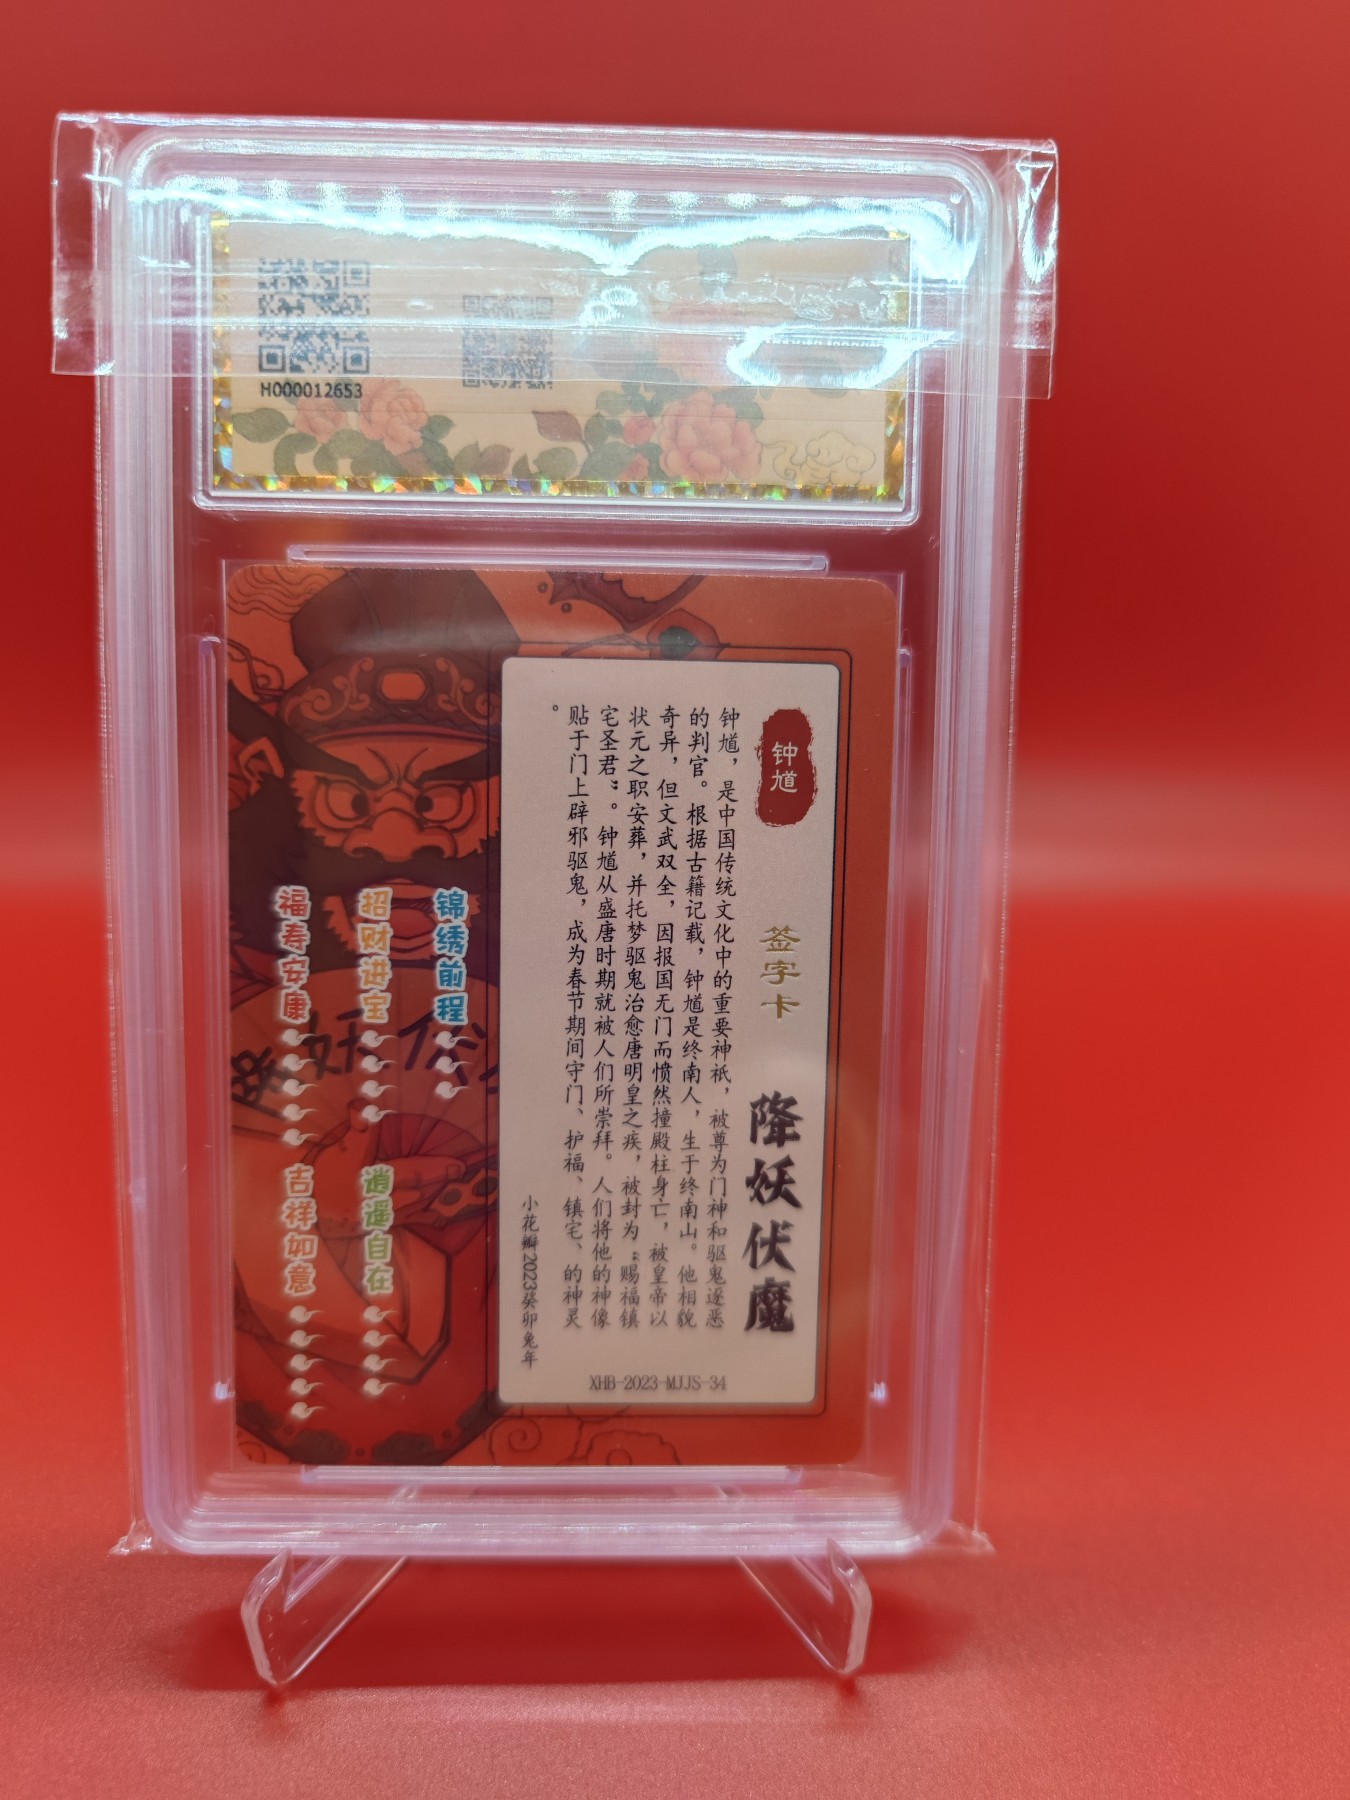 H000012653
钟馗
签字卡
降妖伏魔
钟馗，是中国传统文化中的重要神祇，被尊为门神和驱鬼逐恶
的判官。根据古籍记载，钟馗是终南人，生于终南山。他相貌
奇异，但文武双全，因报国无门而愤然撞殿柱身亡，被皇帝以
状元之职安葬，并托梦驱鬼治愈唐明皇之疾，被封为“赐福镇
宅圣君”。钟馗从盛唐时期就被人们所崇拜。人们将他的神像
贴于门上辟邪驱鬼，成为春节期间守门、护福、镇宅、的神灵
。
小花瓣2023癸卯兔年
XHB-2023-MJJS-34
锦绣前程
招财进宝
逍遥自在
福寿安康
吉祥如意